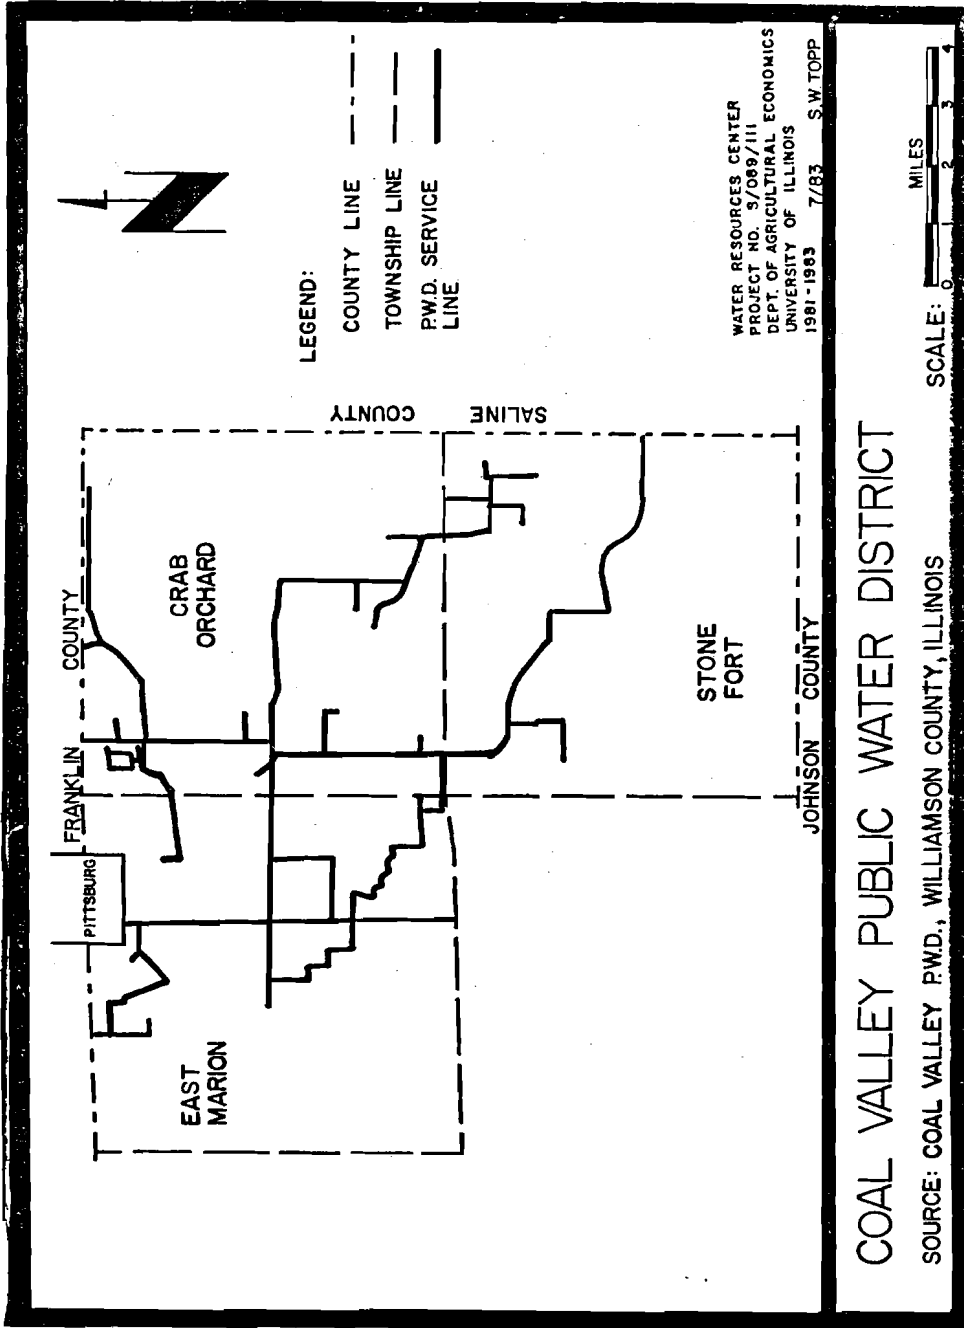 FRANKLIN COUNTY
PITTSBURG
CRAB
ORCHARD
EAST
MARION
SALINE COUNTY
STONE
FORT
JOHNSON COUNTY
LEGEND:
COUNTY LINE
TOWNSHIP LINE
P.W.D. SERVICE
LINE
WATER RESOURCES CENTER
PROJECT NO. S/089/111
DEPT. OF AGRICULTURAL ECONOMICS
UNIVERSITY OF ILLINOIS
1981-1983 7/83 S.W. TOPP
COAL VALLEY PUBLIC WATER DISTRICT
SOURCE: COAL VALLEY P.W.D., WILLIAMSON COUNTY, ILLINOIS
SCALE:
MILES
0 1 2 3 4